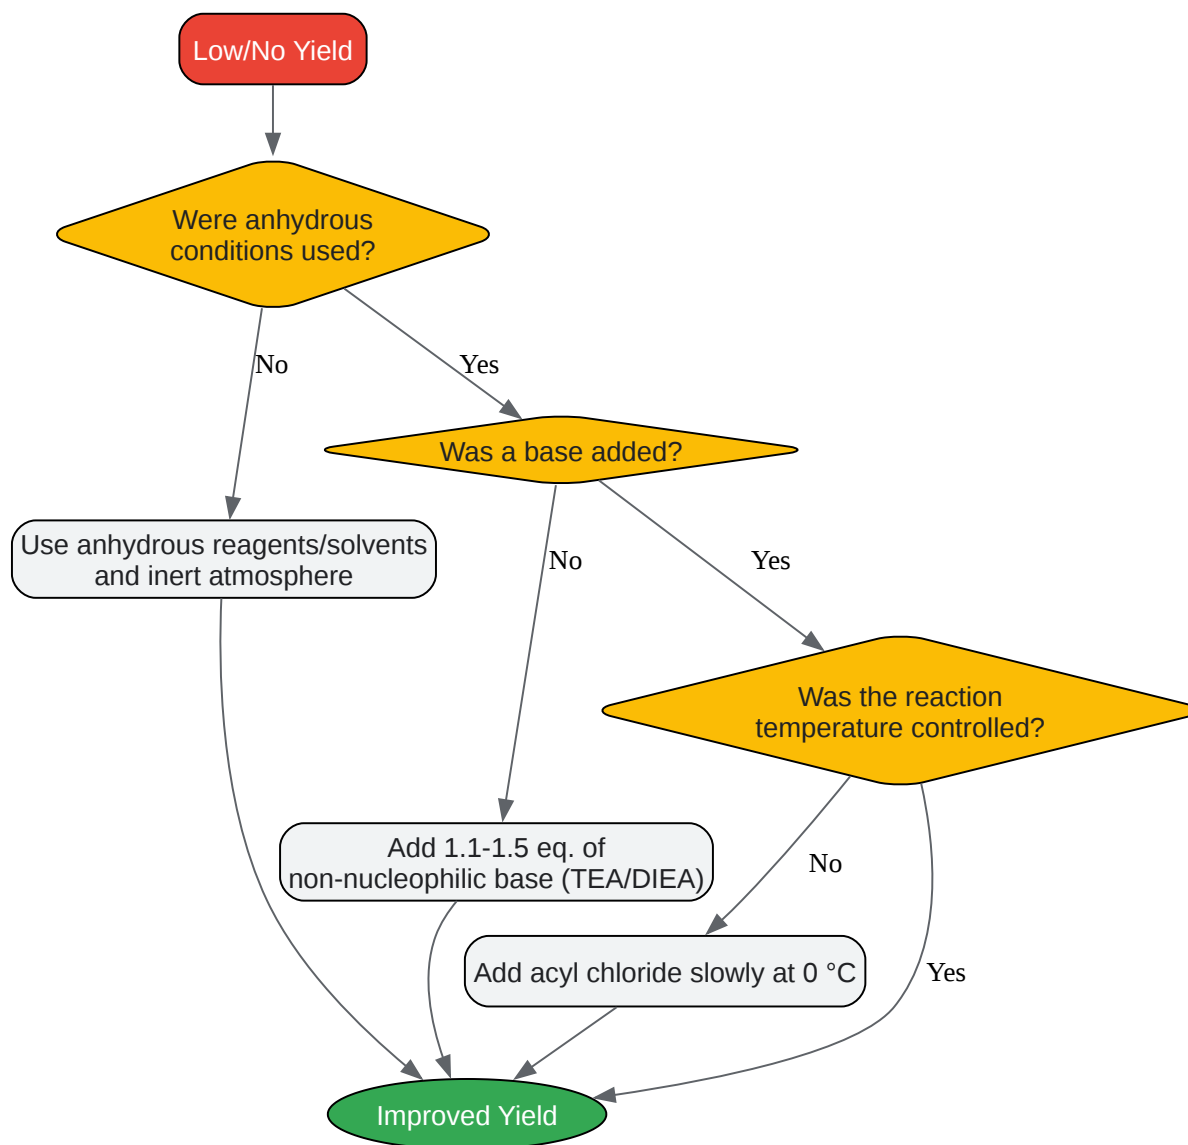 Low/No Yield
Were anhydrous
conditions used?
No
Yes
Was a base added?
Use anhydrous reagents/solvents
and inert atmosphere
No
Yes
Was the reaction
temperature controlled?
Add 1.1-1.5 eq. of
non-nucleophilic base (TEA/DIEA)
No
Add acyl chloride slowly at 0 °C
Yes
Improved Yield